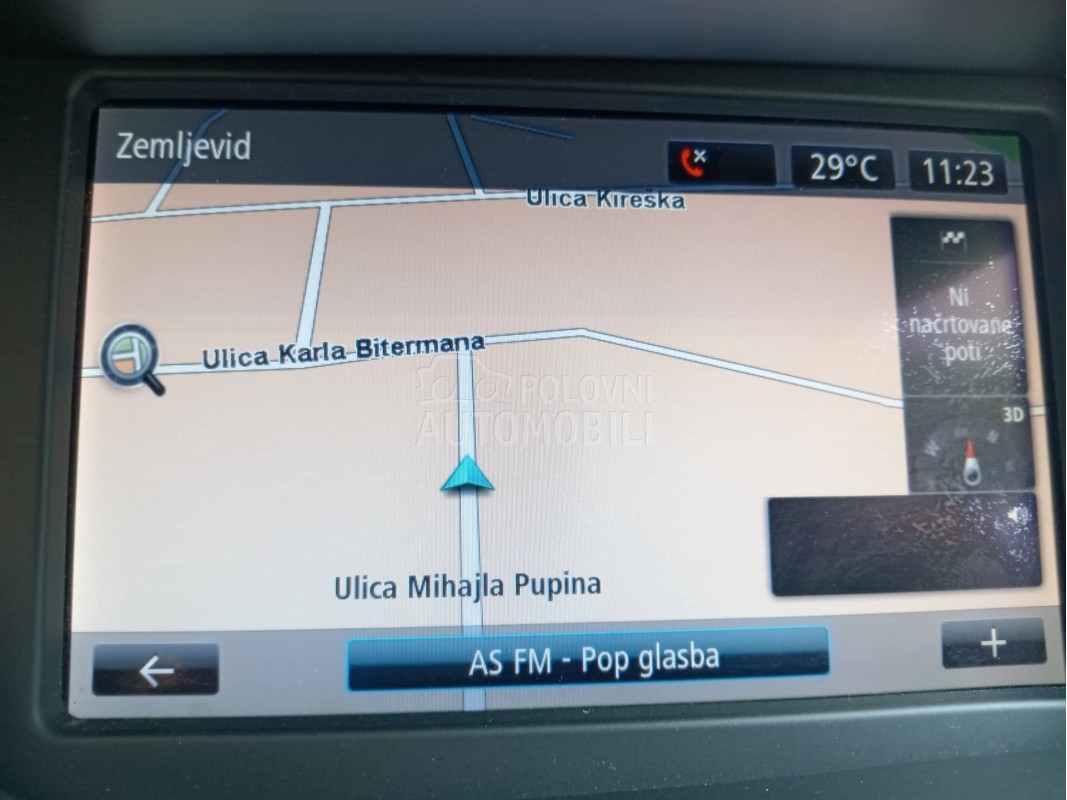 Zemljevid
29°C
11:23
Ulica Kireška
Ni
načrtovane
poti
Ulica Karla Bitermana
POLOVNI
AUTOMOBILI
3D
Ulica Mihajla Pupina
AS FM - Pop glasba